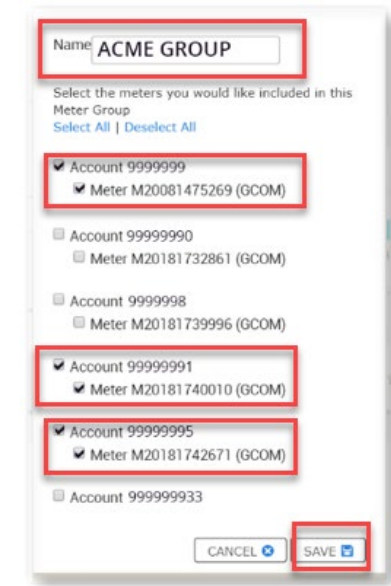 Name ACME GROUP
Select the meters you would like included in this
Meter Group
Select All | Deselect All
Account 9999999
Meter M20081475269 (GCOM)
Account 99999990
Meter M20181732861 (GCOM)
Account 9999998
Meter M20181739996 (GCOM)
Account 99999991
Meter M20181740010 (GCOM)
Account 99999995
Meter M20181742671 (GCOM)
Account 999999933
CANCEL SAVE